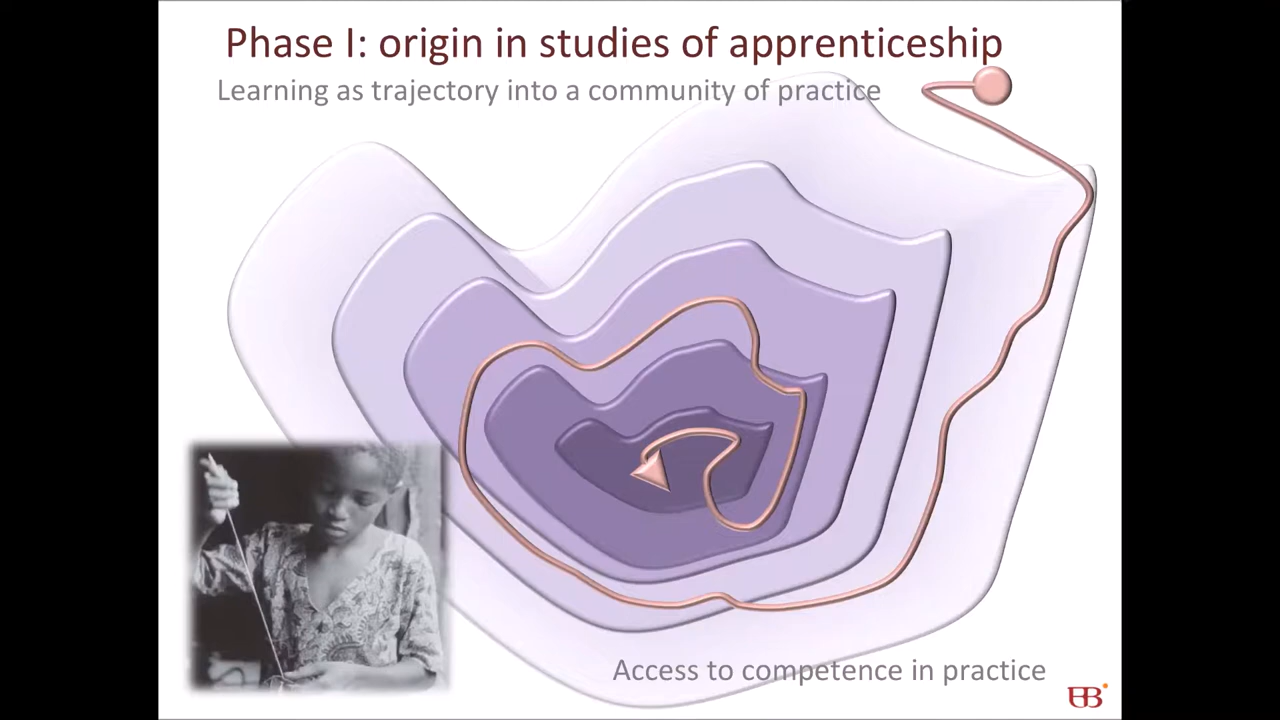 Phase I: origin in studies of apprenticeship
Learning as trajectory into a community of practice
Access to competence in practice